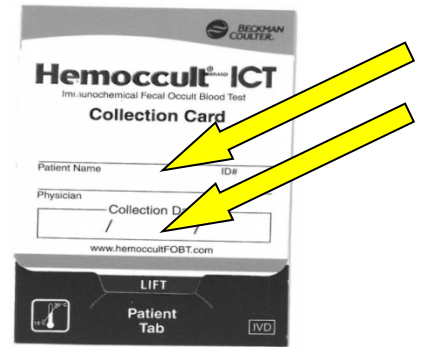 BECKMAN
COULTER
Hemoccult® BRAND ICT
Immunochemical Fecal Occult Blood Test
Collection Card
Patient Name ID#
Physician
Collection D
/ /
www.hemoccultFOBT.com
LIFT
Patient
Tab
IVD